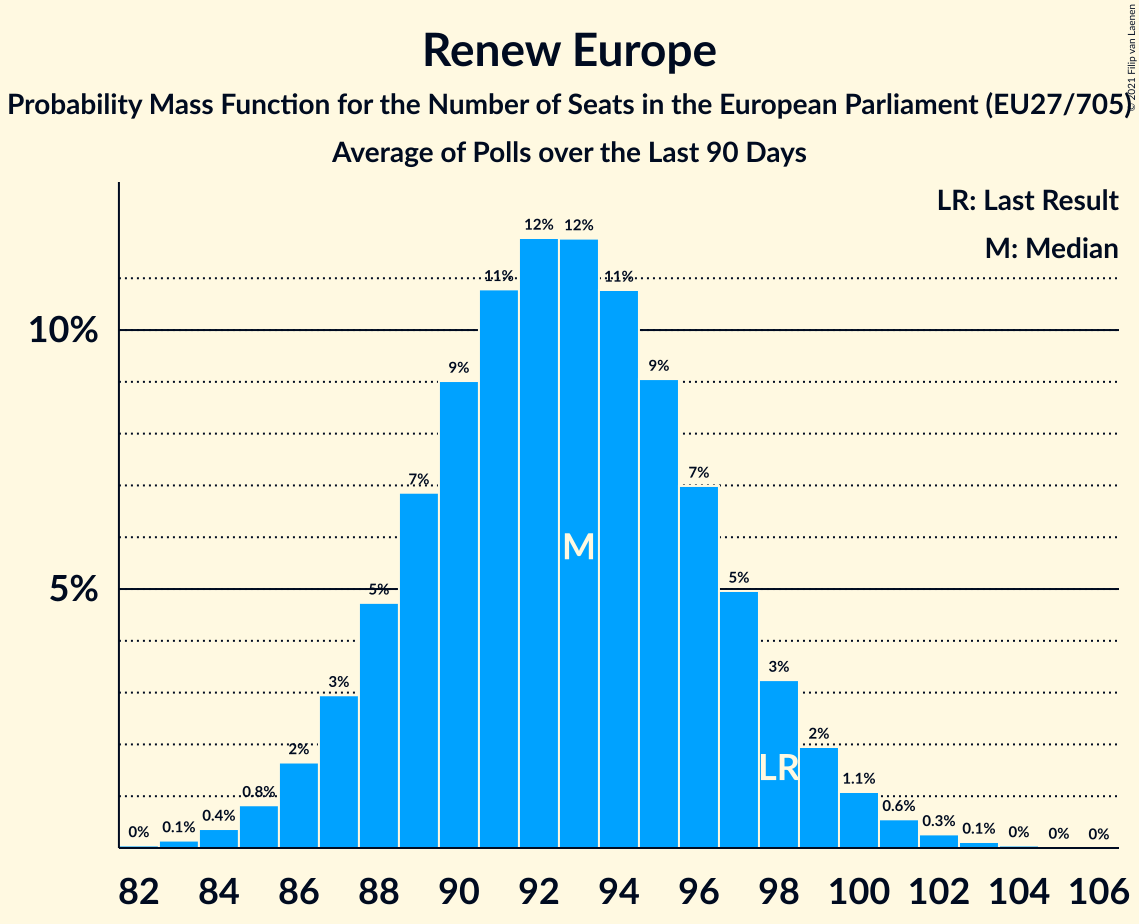 Renew Europe
Probability Mass Function for the Number of Seats in the European Parliament (EU27/705)
Average of Polls over the Last 90 Days
© 2021 Filip van Laenen
LR: Last Result
M: Median
10%
5%
0% 0.1% 0.4% 0.8% 2% 3% 5% 7% 9% 11% 12% 12% 11% 9% 7% 5% 3% 2% 1.1% 0.6% 0.3% 0.1% 0% 0% 0%
M
LR
82 84 86 88 90 92 94 96 98 100 102 104 106